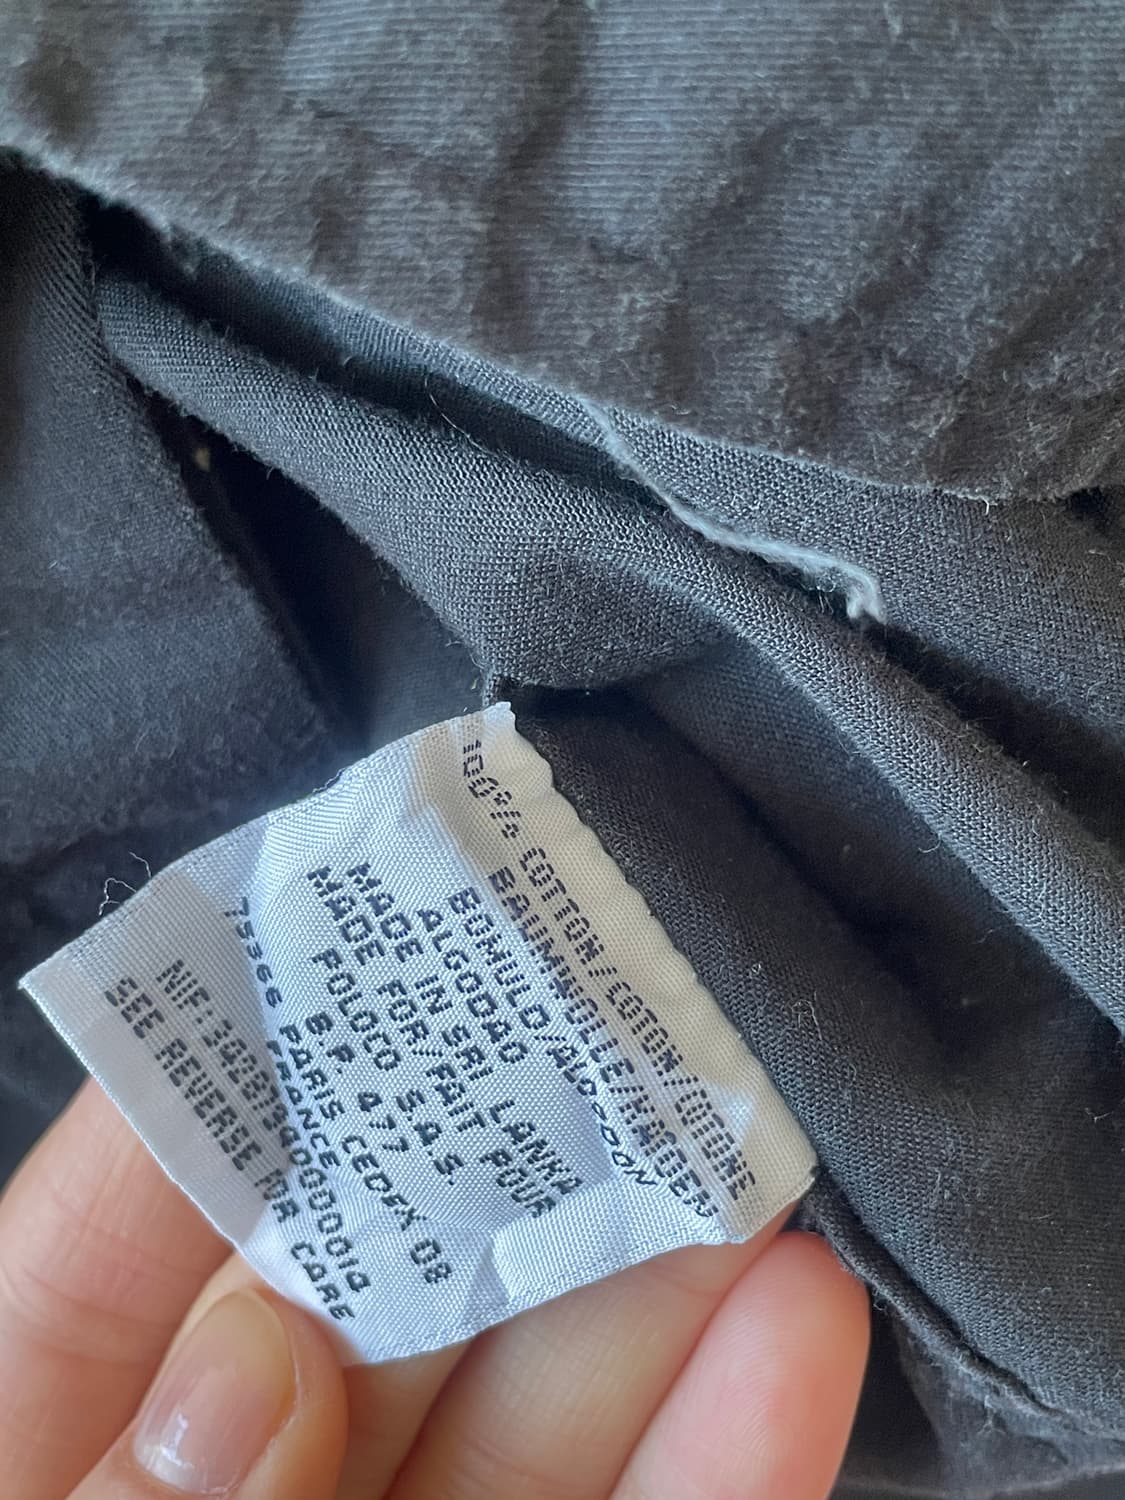 100% COTTON/COTON/COTONE
BAUMWOLLE/KATOEN
BOMULD/ALGODON
ALGODAO
MADE IN SRI LANKA
MADE FOR/FAIT POUR
POLOCO S.A.S.
B.P. 477
75366 PARIS CEDEX 08
FRANCE
SEE REVERSE FOR CARE